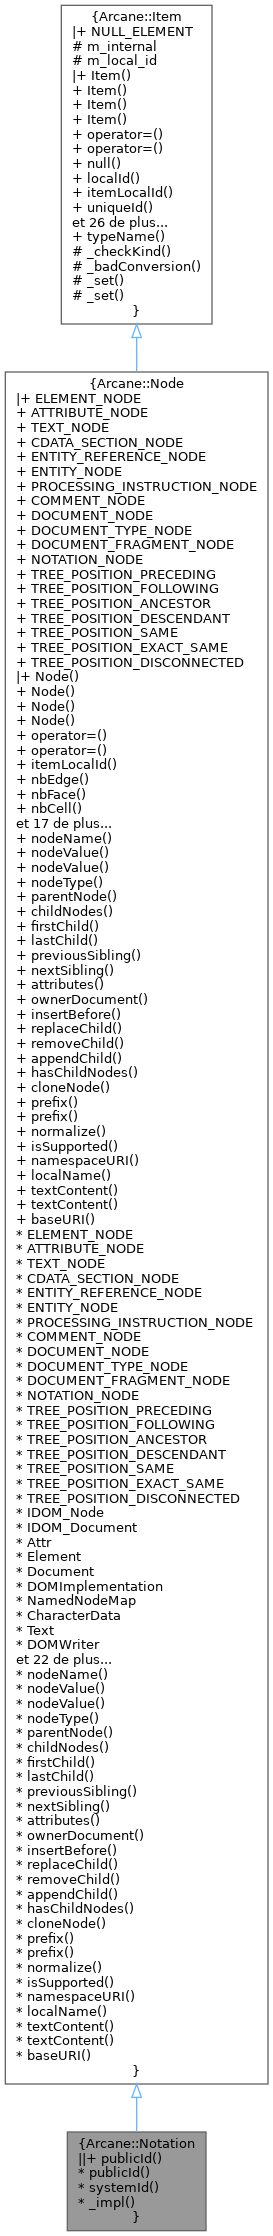 {Arcane::Item
|+ NULL_ELEMENT
# m_internal
# m_local_id
|+ Item()
+ Item()
+ Item()
+ Item()
+ operator=()
+ operator=()
+ null()
+ localId()
+ itemLocalId()
+ uniqueId()
et 26 de plus...
+ typeName()
# _checkKind()
# _badConversion()
# _set()
# _set()
}
{Arcane::Node
|+ ELEMENT_NODE
+ ATTRIBUTE_NODE
+ TEXT_NODE
+ CDATA_SECTION_NODE
+ ENTITY_REFERENCE_NODE
+ ENTITY_NODE
+ PROCESSING_INSTRUCTION_NODE
+ COMMENT_NODE
+ DOCUMENT_NODE
+ DOCUMENT_TYPE_NODE
+ DOCUMENT_FRAGMENT_NODE
+ NOTATION_NODE
+ TREE_POSITION_PRECEDING
+ TREE_POSITION_FOLLOWING
+ TREE_POSITION_ANCESTOR
+ TREE_POSITION_DESCENDANT
+ TREE_POSITION_SAME
+ TREE_POSITION_EXACT_SAME
+ TREE_POSITION_DISCONNECTED
|+ Node()
+ Node()
+ Node()
+ Node()
+ operator=()
+ operator=()
+ itemLocalId()
+ nbEdge()
+ nbFace()
+ nbCell()
et 17 de plus...
+ nodeName()
+ nodeValue()
+ nodeValue()
+ nodeType()
+ parentNode()
+ childNodes()
+ firstChild()
+ lastChild()
+ previousSibling()
+ nextSibling()
+ attributes()
+ ownerDocument()
+ insertBefore()
+ replaceChild()
+ removeChild()
+ appendChild()
+ hasChildNodes()
+ cloneNode()
+ prefix()
+ prefix()
+ normalize()
+ isSupported()
+ namespaceURI()
+ localName()
+ textContent()
+ textContent()
+ baseURI()
* ELEMENT_NODE
* ATTRIBUTE_NODE
* TEXT_NODE
* CDATA_SECTION_NODE
* ENTITY_REFERENCE_NODE
* ENTITY_NODE
* PROCESSING_INSTRUCTION_NODE
* COMMENT_NODE
* DOCUMENT_NODE
* DOCUMENT_TYPE_NODE
* DOCUMENT_FRAGMENT_NODE
* NOTATION_NODE
* TREE_POSITION_PRECEDING
* TREE_POSITION_FOLLOWING
* TREE_POSITION_ANCESTOR
* TREE_POSITION_DESCENDANT
* TREE_POSITION_SAME
* TREE_POSITION_EXACT_SAME
* TREE_POSITION_DISCONNECTED
* IDOM_Node
* IDOM_Document
* Attr
* Element
* Document
* DOMImplementation
* NamedNodeMap
* CharacterData
* Text
* DOMWriter
et 22 de plus...
* nodeName()
* nodeValue()
* nodeValue()
* nodeType()
* parentNode()
* childNodes()
* firstChild()
* lastChild()
* previousSibling()
* nextSibling()
* attributes()
* ownerDocument()
* insertBefore()
* replaceChild()
* removeChild()
* appendChild()
* hasChildNodes()
* cloneNode()
* prefix()
* prefix()
* normalize()
* isSupported()
* namespaceURI()
* localName()
* textContent()
* textContent()
* baseURI()
}
{Arcane::Notation
||+ publicId()
* publicId()
* systemId()
* _impl()
}